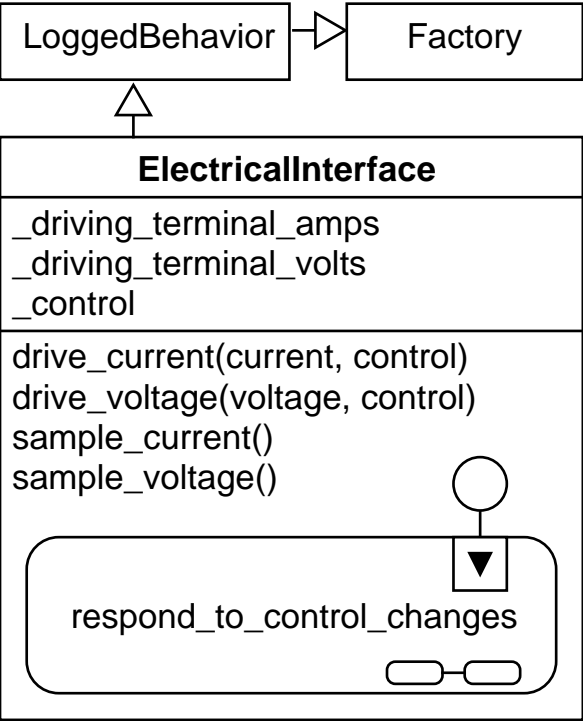 LoggedBehavior
Factory
ElectricalInterface
_driving_terminal_amps
_driving_terminal_volts
_control
drive_current(current, control)
drive_voltage(voltage, control)
sample_current()
sample_voltage()
respond_to_control_changes